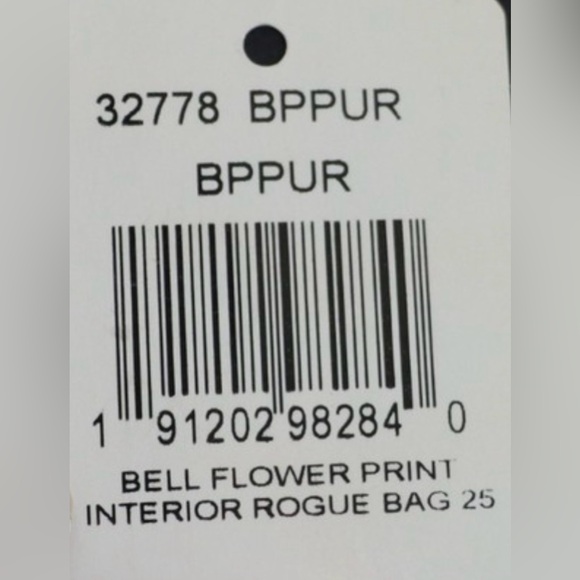 32778 BPPUR
BPPUR
1 91202 98284 0
BELL FLOWER PRINT
INTERIOR ROGUE BAG 25